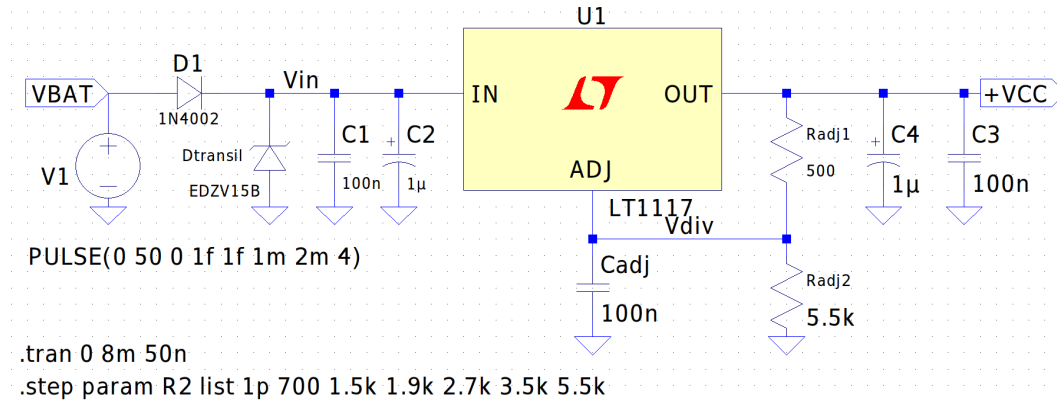 U1
D1
VBAT
Vin
IN
OUT
+VCC
1N4002
C1
+
C2
Radj1
+
C4
C3
Dtransil
+
V1
ADJ
500
EDZV15B
100n
1µ
1µ
100n
LT1117
Vdiv
PULSE(0 50 0 1f 1f 1m 2m 4)
Cadj
Radj2
100n
5.5k
.tran 0 8m 50n
.step param R2 list 1p 700 1.5k 1.9k 2.7k 3.5k 5.5k